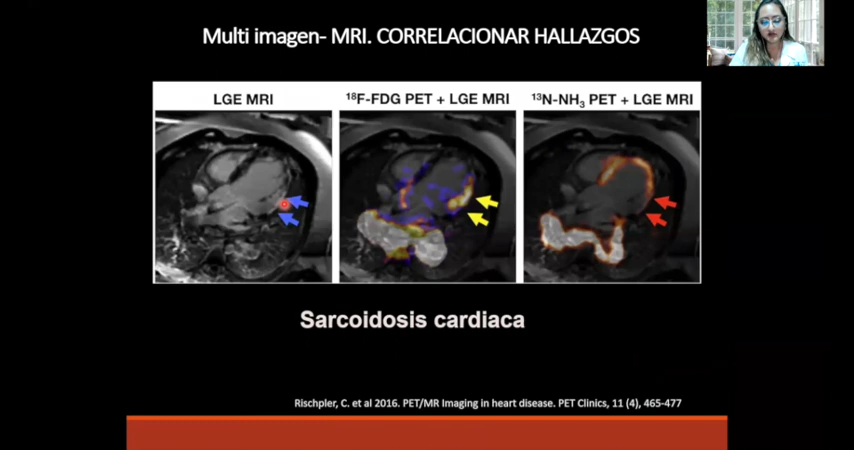 Multi imagen- MRI. CORRELACIONAR HALLAZGOS
LGE MRI
¹⁸F-FDG PET + LGE MRI
¹³N-NH₃ PET + LGE MRI
Sarcoidosis cardiaca
Rischpler, C. et al 2016. PET/MR Imaging in heart disease. PET Clinics, 11 (4), 465-477